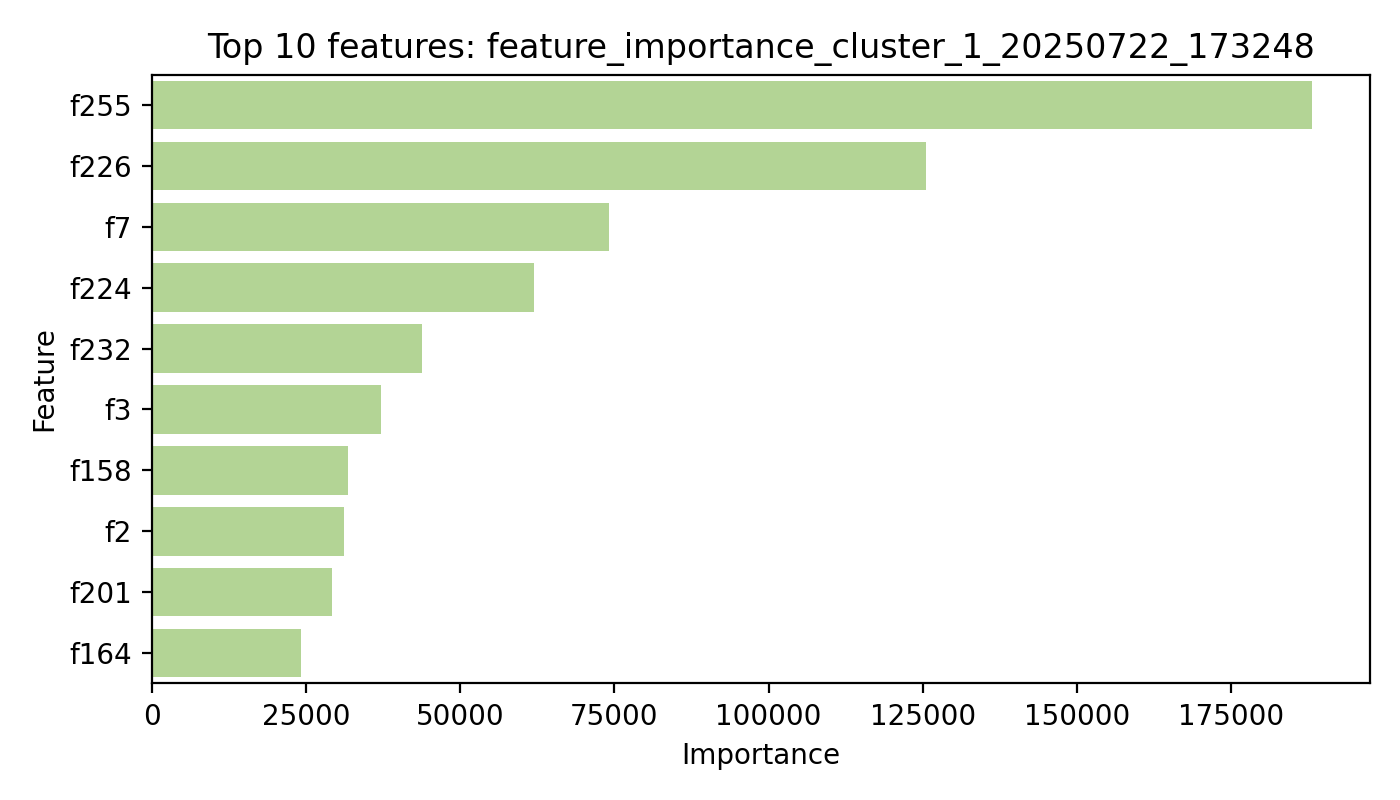 Top 10 features: feature_importance_cluster_1_20250722_173248
f255
f226
f7
f224
f232
f3
f158
f2
f201
f164
Feature
0 25000 50000 75000 100000 125000 150000 175000
Importance